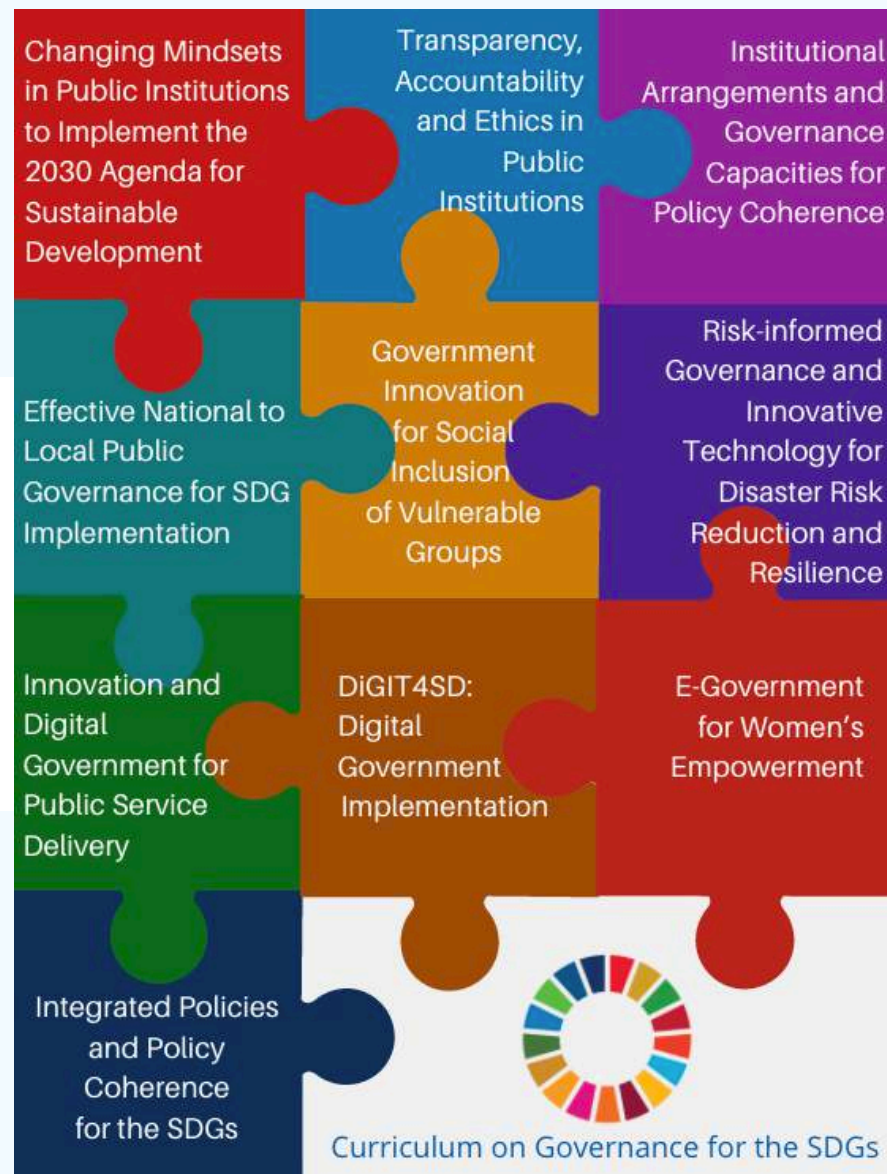 Changing Mindsets
in Public Institutions
to Implement the
2030 Agenda for
Sustainable
Development
Transparency,
Accountability
and Ethics in
Public
Institutions
Institutional
Arrangements and
Governance
Capacities for
Policy Coherence
Effective National to
Local Public
Governance for SDG
Implementation
Government
Innovation
for Social
Inclusion
of Vulnerable
Groups
Risk-informed
Governance and
Innovative
Technology for
Disaster Risk
Reduction and
Resilience
Innovation and
Digital
Government for
Public Service
Delivery
DiGIT4SD:
Digital
Government
Implementation
E-Government
for Women's
Empowerment
Integrated Policies
and Policy
Coherence
for the SDGs
Curriculum on Governance for the SDGs